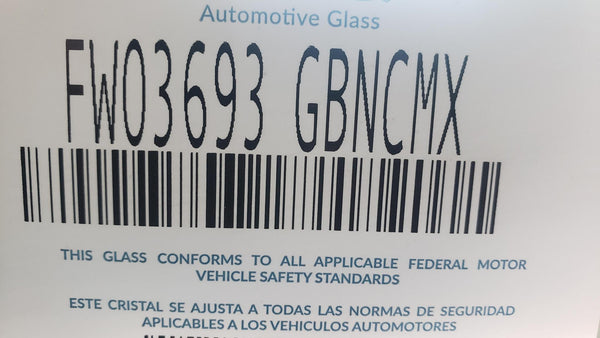 Automotive Glass
FW03693 GBNCMX
THIS GLASS CONFORMS TO ALL APPLICABLE FEDERAL MOTOR
VEHICLE SAFETY STANDARDS
ESTE CRISTAL SE AJUSTA A TODAS LAS NORMAS DE SEGURIDAD
APLICABLES A LOS VEHICULOS AUTOMOTORES